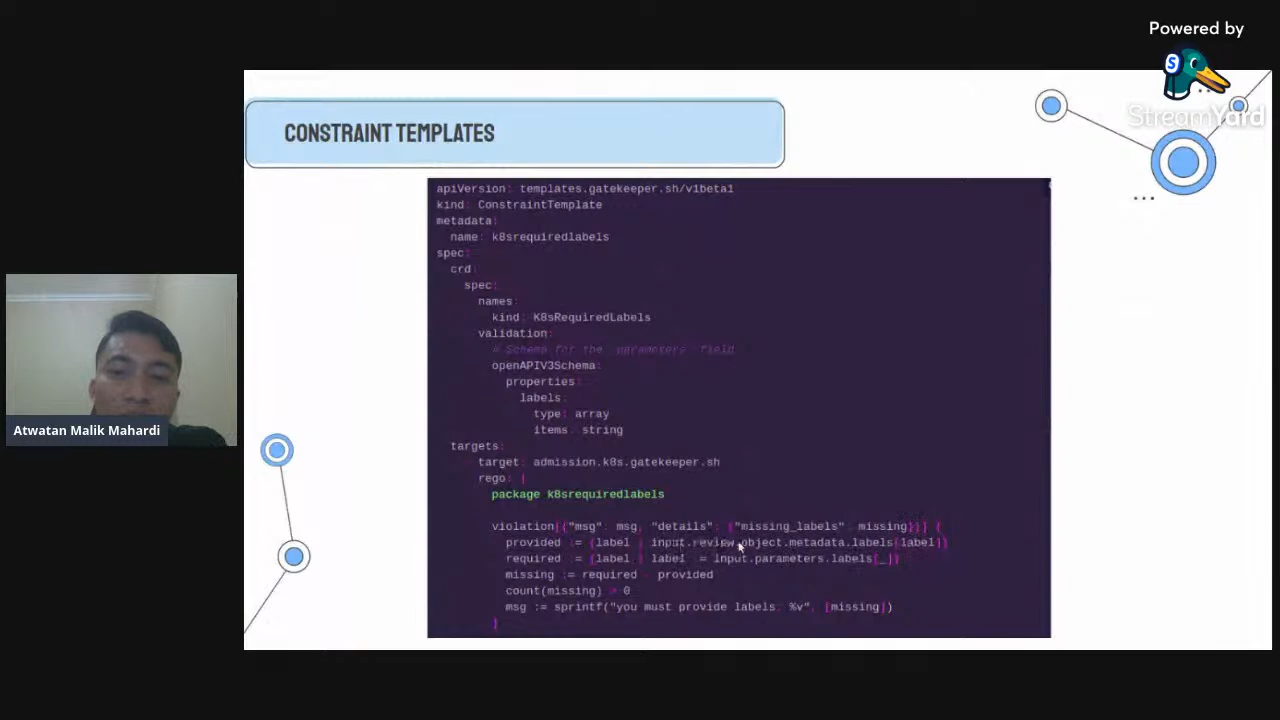 Powered by
StreamYard
CONSTRAINT TEMPLATES
apiVersion: templates.gatekeeper.sh/v1beta1
kind: ConstraintTemplate
metadata:
  name: k8srequiredlabels
spec:
  crd:
    spec:
      names:
        kind: K8sRequiredLabels
      validation:
        # Schema for the `parameters` field
        openAPIV3Schema:
          properties:
            labels:
              type: array
              items: string
  targets:
      target: admission.k8s.gatekeeper.sh
      rego: |
        package k8srequiredlabels
        violation[{"msg": msg, "details": {"missing_labels": missing}}] {
          provided := {label | input.review.object.metadata.labels[label]}
          required := {label | label := input.parameters.labels[_]}
          missing := required - provided
          count(missing) > 0
          msg := sprintf("you must provide labels: %v", [missing])
        }
Atwatan Malik Mahardi